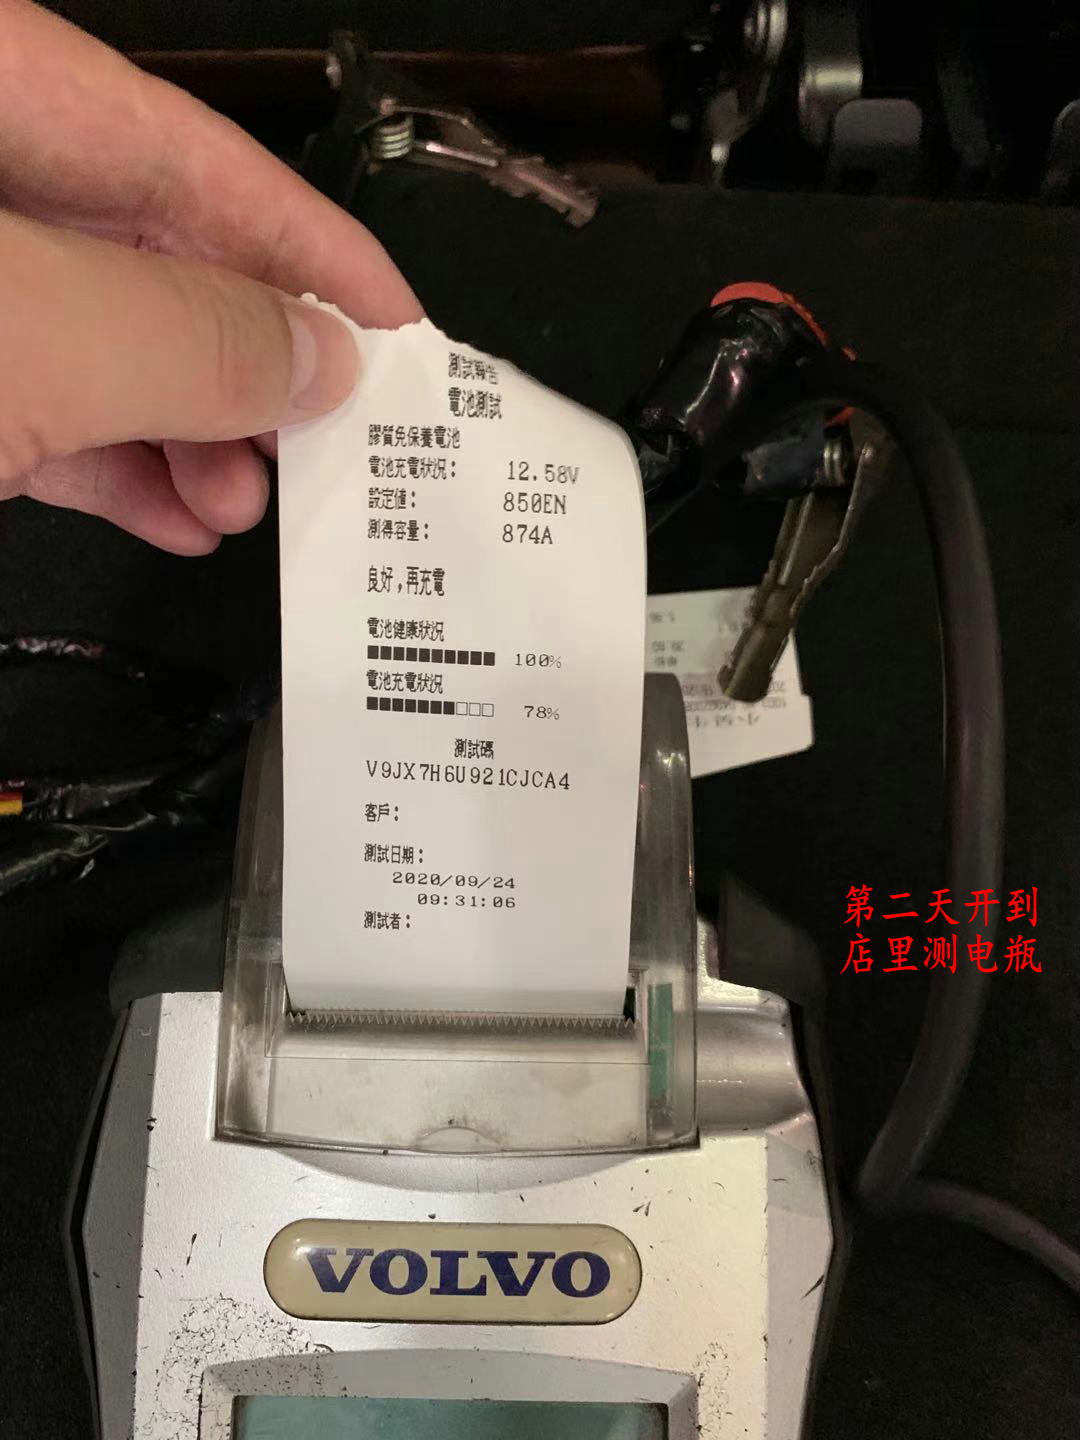 測試報告
電池測試
膠質免保養電池
電池充電狀况： 12.58V
設定值： 850EN
測得容量： 874A
良好,再充電
電池健康狀况
100%
電池充電狀况
78%
測試碼
V9JX7H6U921CJCA4
客戶：
測試日期：
2020/09/24
09:31:06
測試者：
第二天开到
店里测电瓶
VOLVO